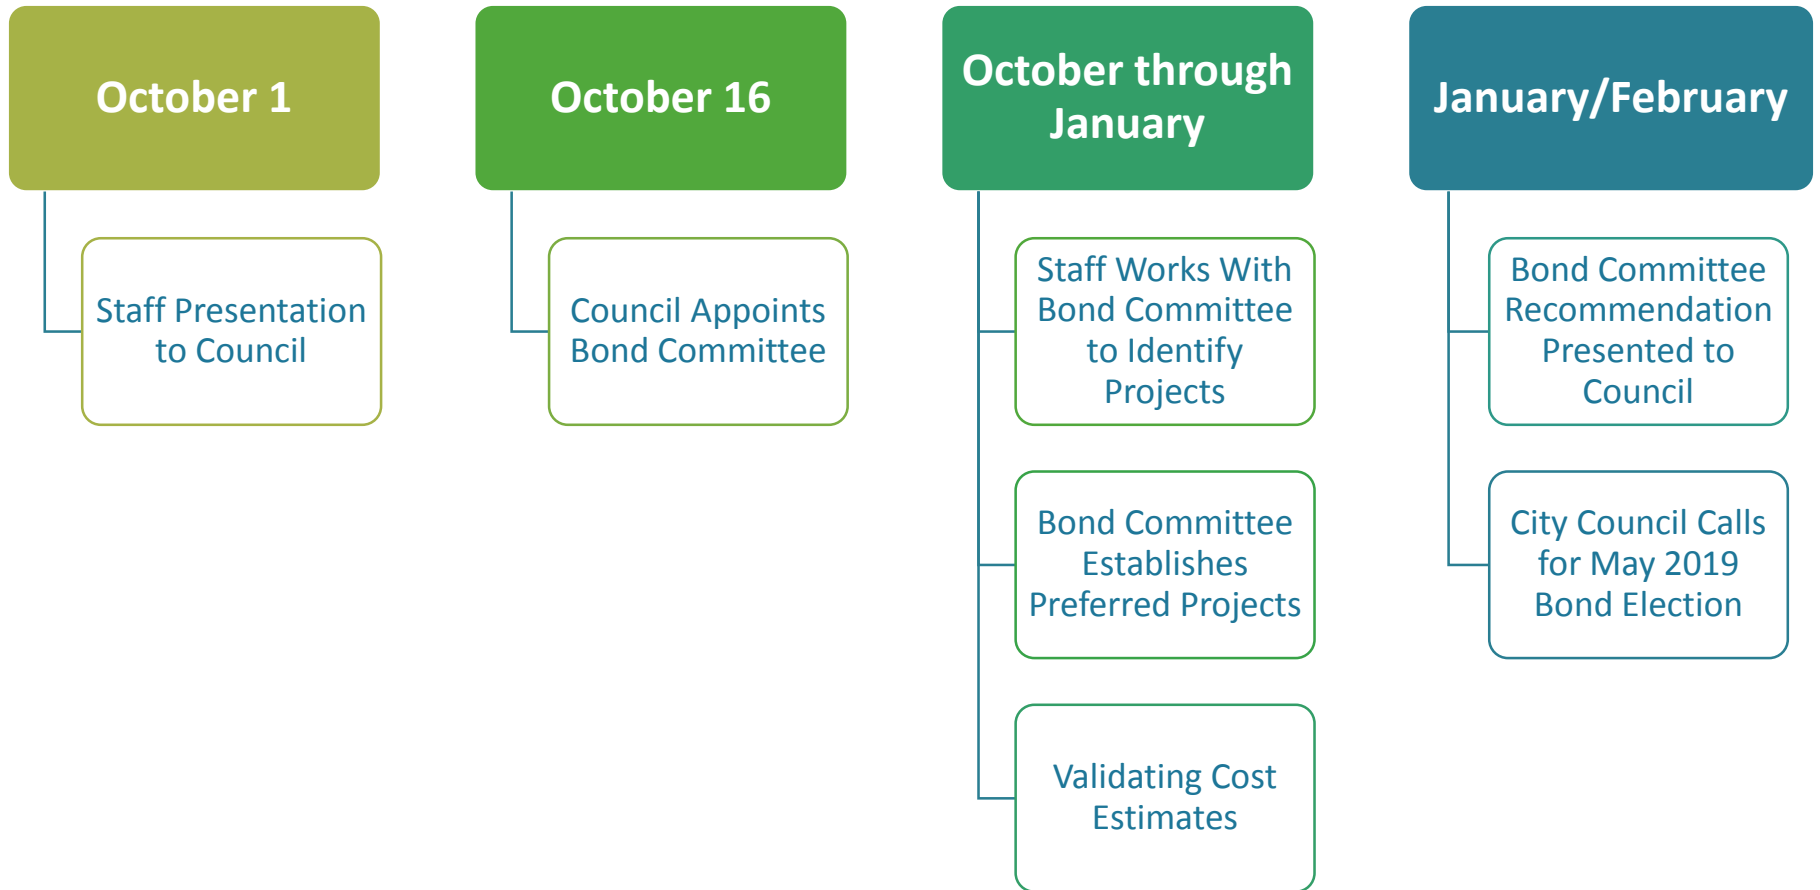 October 1
Staff Presentation
to Council
October 16
Council Appoints
Bond Committee
October through
January
Staff Works With
Bond Committee
to Identify
Projects
Bond Committee
Establishes
Preferred Projects
Validating Cost
Estimates
January/February
Bond Committee
Recommendation
Presented to
Council
City Council Calls
for May 2019
Bond Election